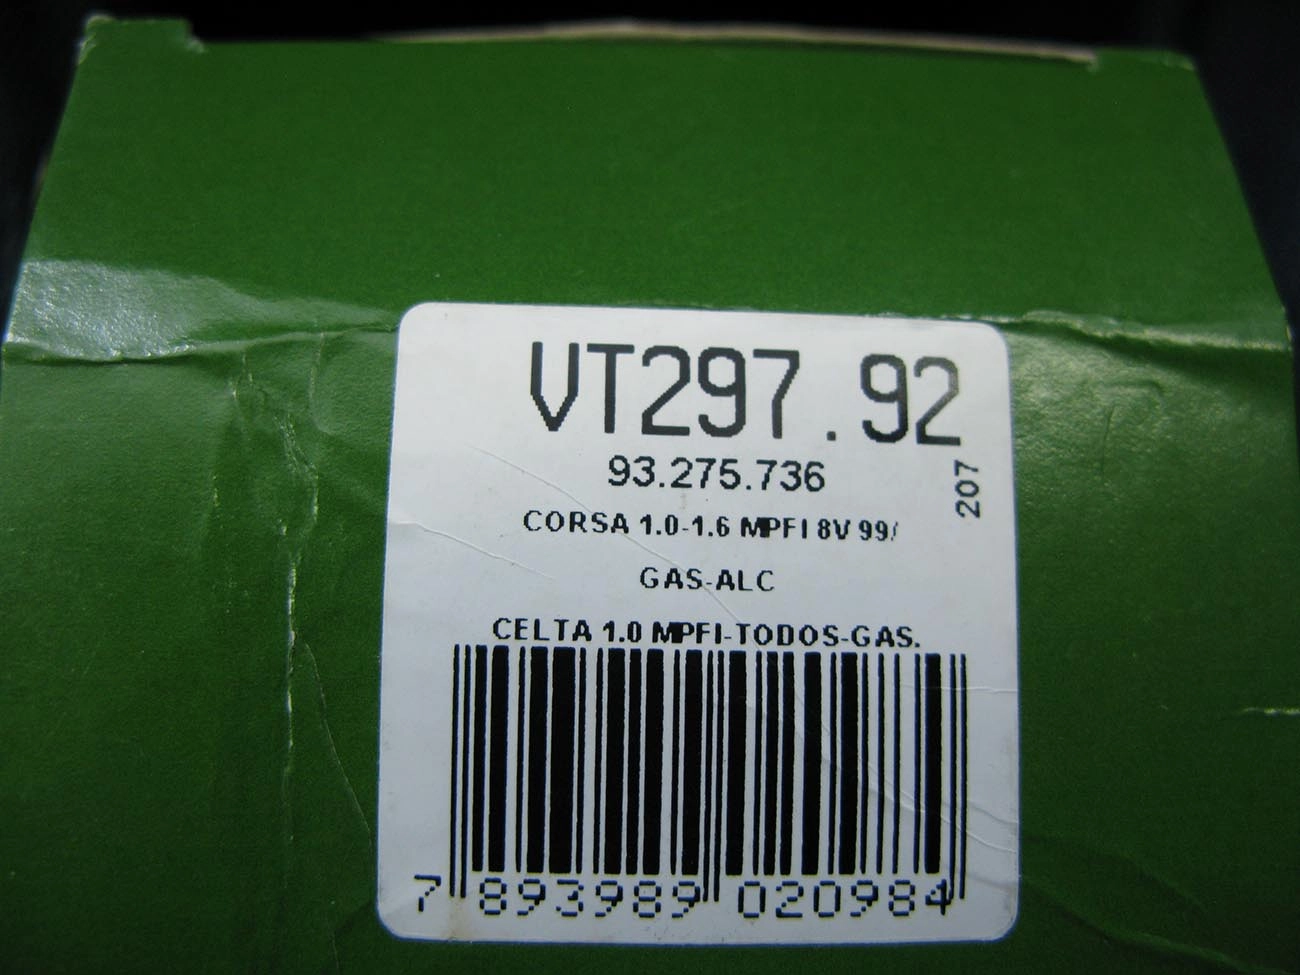 VT297.92
93.275.736
207
CORSA 1.0-1.6 MPFI 8V 99/
GAS-ALC
CELTA 1.0 MPFI-TODOS-GAS.
7 893989 020984